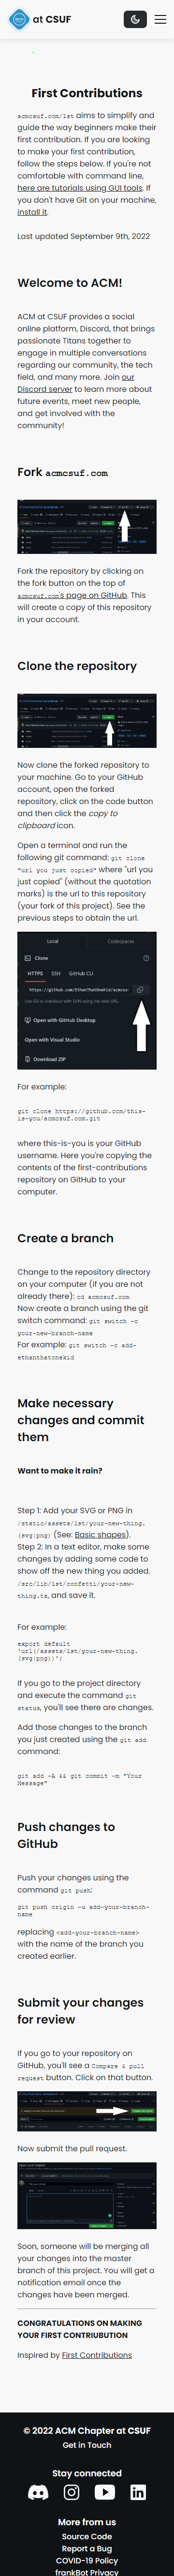 at CSUF
First Contributions
acmcsuf.com/1st aims to simplify and
guide the way beginners make their
first contribution. If you are looking
to make your first contribution,
follow the steps below. If you're not
comfortable with command line,
here are tutorials using GUI tools. If
you don't have Git on your machine,
install it.
Last updated September 9th, 2022
Welcome to ACM!
ACM at CSUF provides a social
online platform, Discord, that brings
passionate Titans together to
engage in multiple conversations
regarding our community, the tech
field, and many more. Join our
Discord server to learn more about
future events, meet new people,
and get involved with the
community!
Fork acmcsuf.com
Fork the repository by clicking on
the fork button on the top of
acmcsuf.com's page on GitHub. This
will create a copy of this repository
in your account.
Clone the repository
Now clone the forked repository to
your machine. Go to your GitHub
account, open the forked
repository, click on the code button
and then click the copy to
clipboard icon.
Open a terminal and run the
following git command: git clone
"url you just copied" where "url you
just copied" (without the quotation
marks) is the url to this repository
(your fork of this project). See the
previous steps to obtain the url.
Local Codespaces
Clone
HTTPS SSH GitHub CLI
https://github.com/EthanThatOneKid/acmcsu
Use Git or checkout with SVN using the web URL.
Open with GitHub Desktop
Open with Visual Studio
Download ZIP
For example:
git clone https://github.com/this-
is-you/acmcsuf.com.git
where this-is-you is your GitHub
username. Here you're copying the
contents of the first-contributions
repository on GitHub to your
computer.
Create a branch
Change to the repository directory
on your computer (if you are not
already there): cd acmcsuf.com
Now create a branch using the git
switch command: git switch -c
your-new-branch-name
For example: git switch -c add-
ethanthatonekid
Make necessary
changes and commit
them
Want to make it rain?
Step 1: Add your SVG or PNG in
/static/assets/1st/your-new-thing.
(svg|png) (See: Basic shapes).
Step 2: In a text editor, make some
changes by adding some code to
show off the new thing you added.
/src/lib/1st/confetti/your-new-
thing.ts, and save it.
For example:
export default
'url(/assets/1st/your-new-thing.
(svg|png))';
If you go to the project directory
and execute the command git
status, you'll see there are changes.
Add those changes to the branch
you just created using the git add
command:
git add -A && git commit -m "Your
Message"
Push changes to
GitHub
Push your changes using the
command git push:
git push origin -u add-your-branch-
name
replacing <add-your-branch-name>
with the name of the branch you
created earlier.
Submit your changes
for review
If you go to your repository on
GitHub, you'll see a Compare & pull
request button. Click on that button.
Now submit the pull request.
Soon, someone will be merging all
your changes into the master
branch of this project. You will get a
notification email once the
changes have been merged.
CONGRATULATIONS ON MAKING
YOUR FIRST CONTRIUBUTION
Inspired by First Contributions
© 2022 ACM Chapter at CSUF
Get in Touch
Stay connected
More from us
Source Code
Report a Bug
COVID-19 Policy
frankBot Privacy